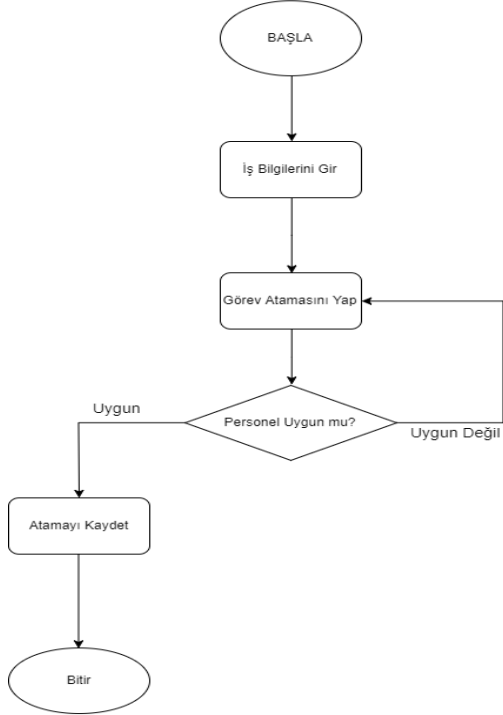 BAŞLA
İş Bilgilerini Gir
Görev Atamasını Yap
Personel Uygun mu?
Uygun
Uygun Değil
Atamayı Kaydet
Bitir